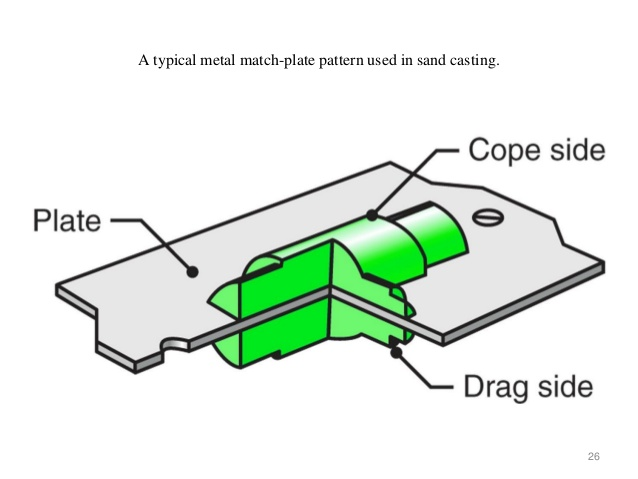 A typical metal match-plate pattern used in sand casting.
Cope side
Plate
Drag side
26